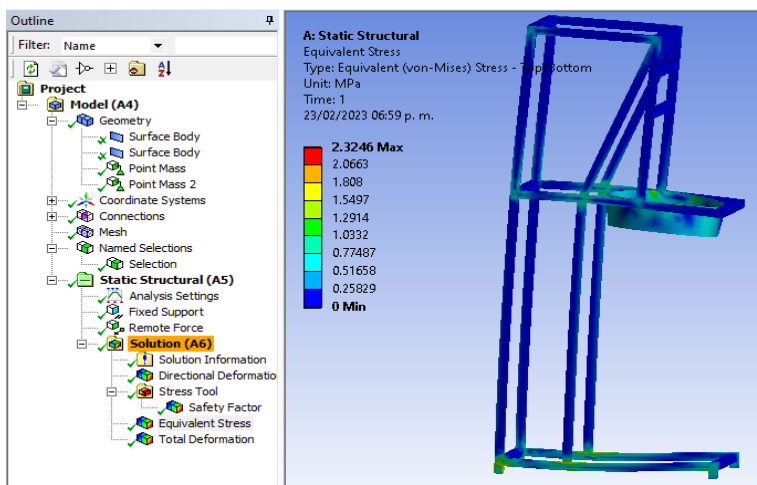 Outline
Filter: Name
Project
Model (A4)
Geometry
Surface Body
Surface Body
Point Mass
Point Mass 2
Coordinate Systems
Connections
Mesh
Named Selections
Selection
Static Structural (A5)
Analysis Settings
Fixed Support
Remote Force
Solution (A6)
Solution Information
Directional Deformatio
Stress Tool
Safety Factor
Equivalent Stress
Total Deformation
A: Static Structural
Equivalent Stress
Type: Equivalent (von-Mises) Stress - Top/Bottom
Unit: MPa
Time: 1
23/02/2023 06:59 p. m.
2.3246 Max
2.0663
1.808
1.5497
1.2914
1.0332
0.77487
0.51658
0.25829
0 Min